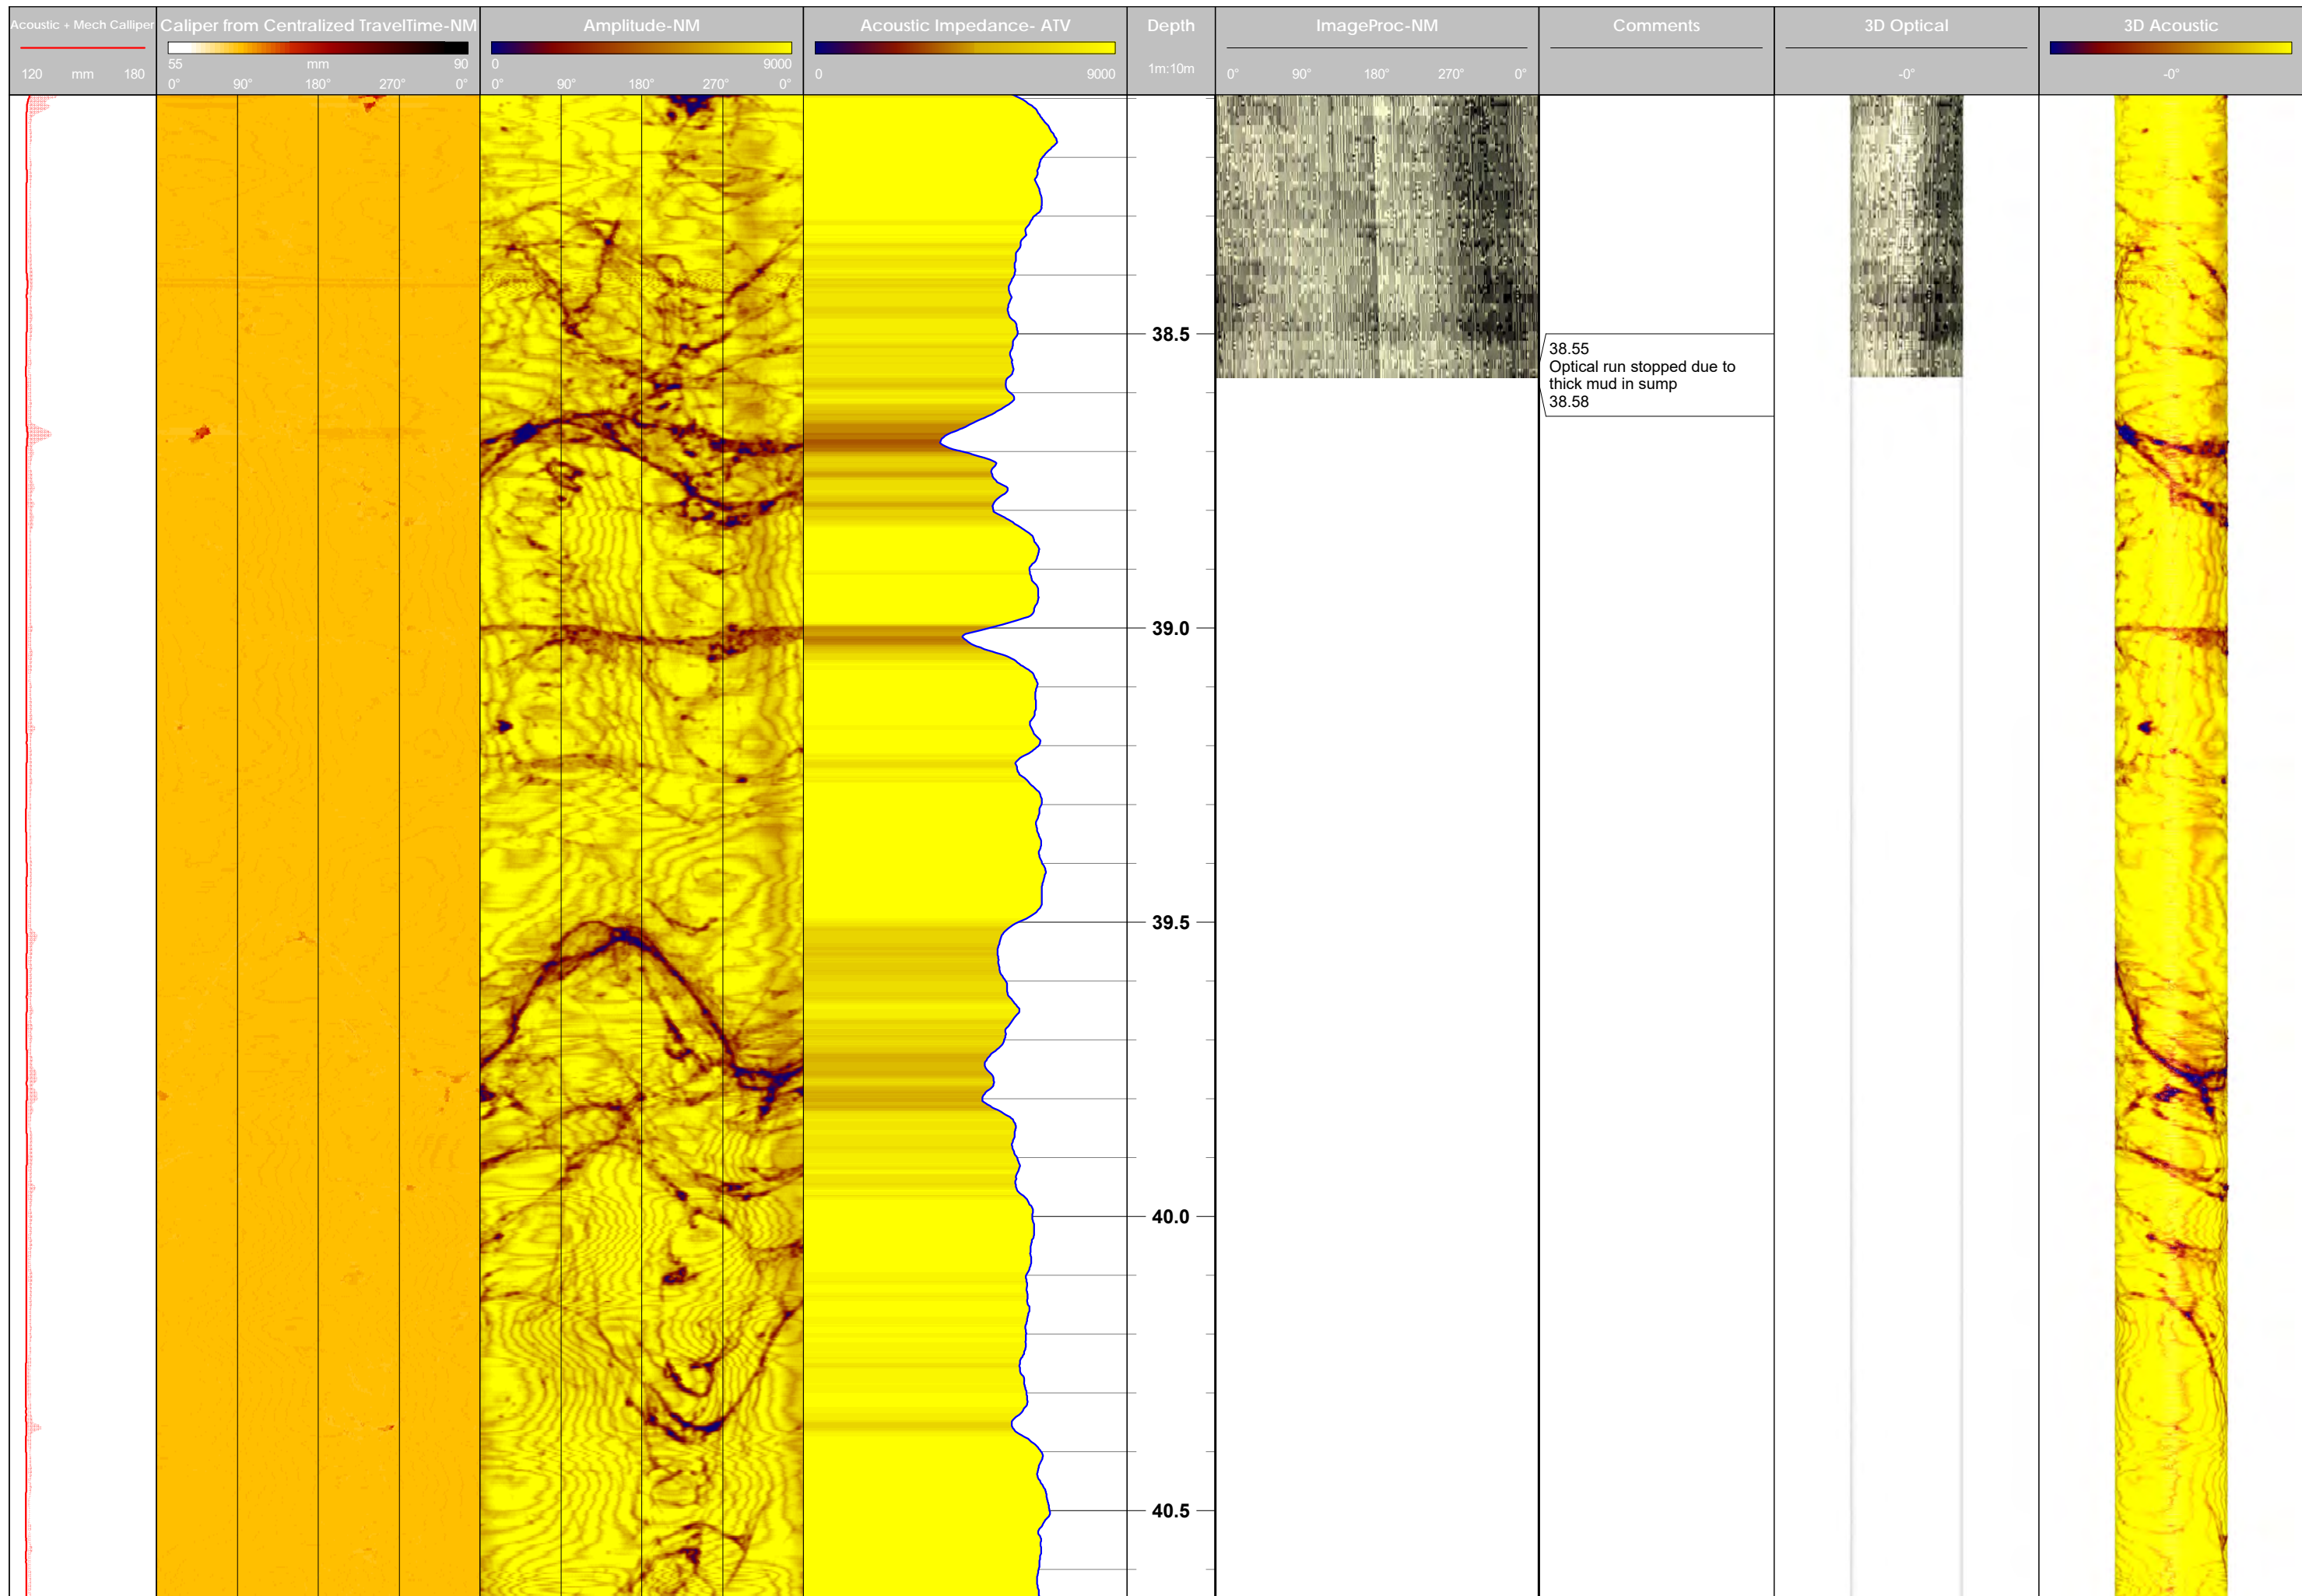 Acoustic + Mech Calliper
120 mm 180
Caliper from Centralized TravelTime-NM
55 mm 90
0° 90° 180° 270° 0°
Amplitude-NM
0 9000
0° 90° 180° 270° 0°
Acoustic Impedance- ATV
0 9000
Depth
1m:10m
ImageProc-NM
0° 90° 180° 270° 0°
Comments
3D Optical
-0°
3D Acoustic
-0°
38.5
38.55
Optical run stopped due to
thick mud in sump
38.58
39.0
39.5
40.0
40.5